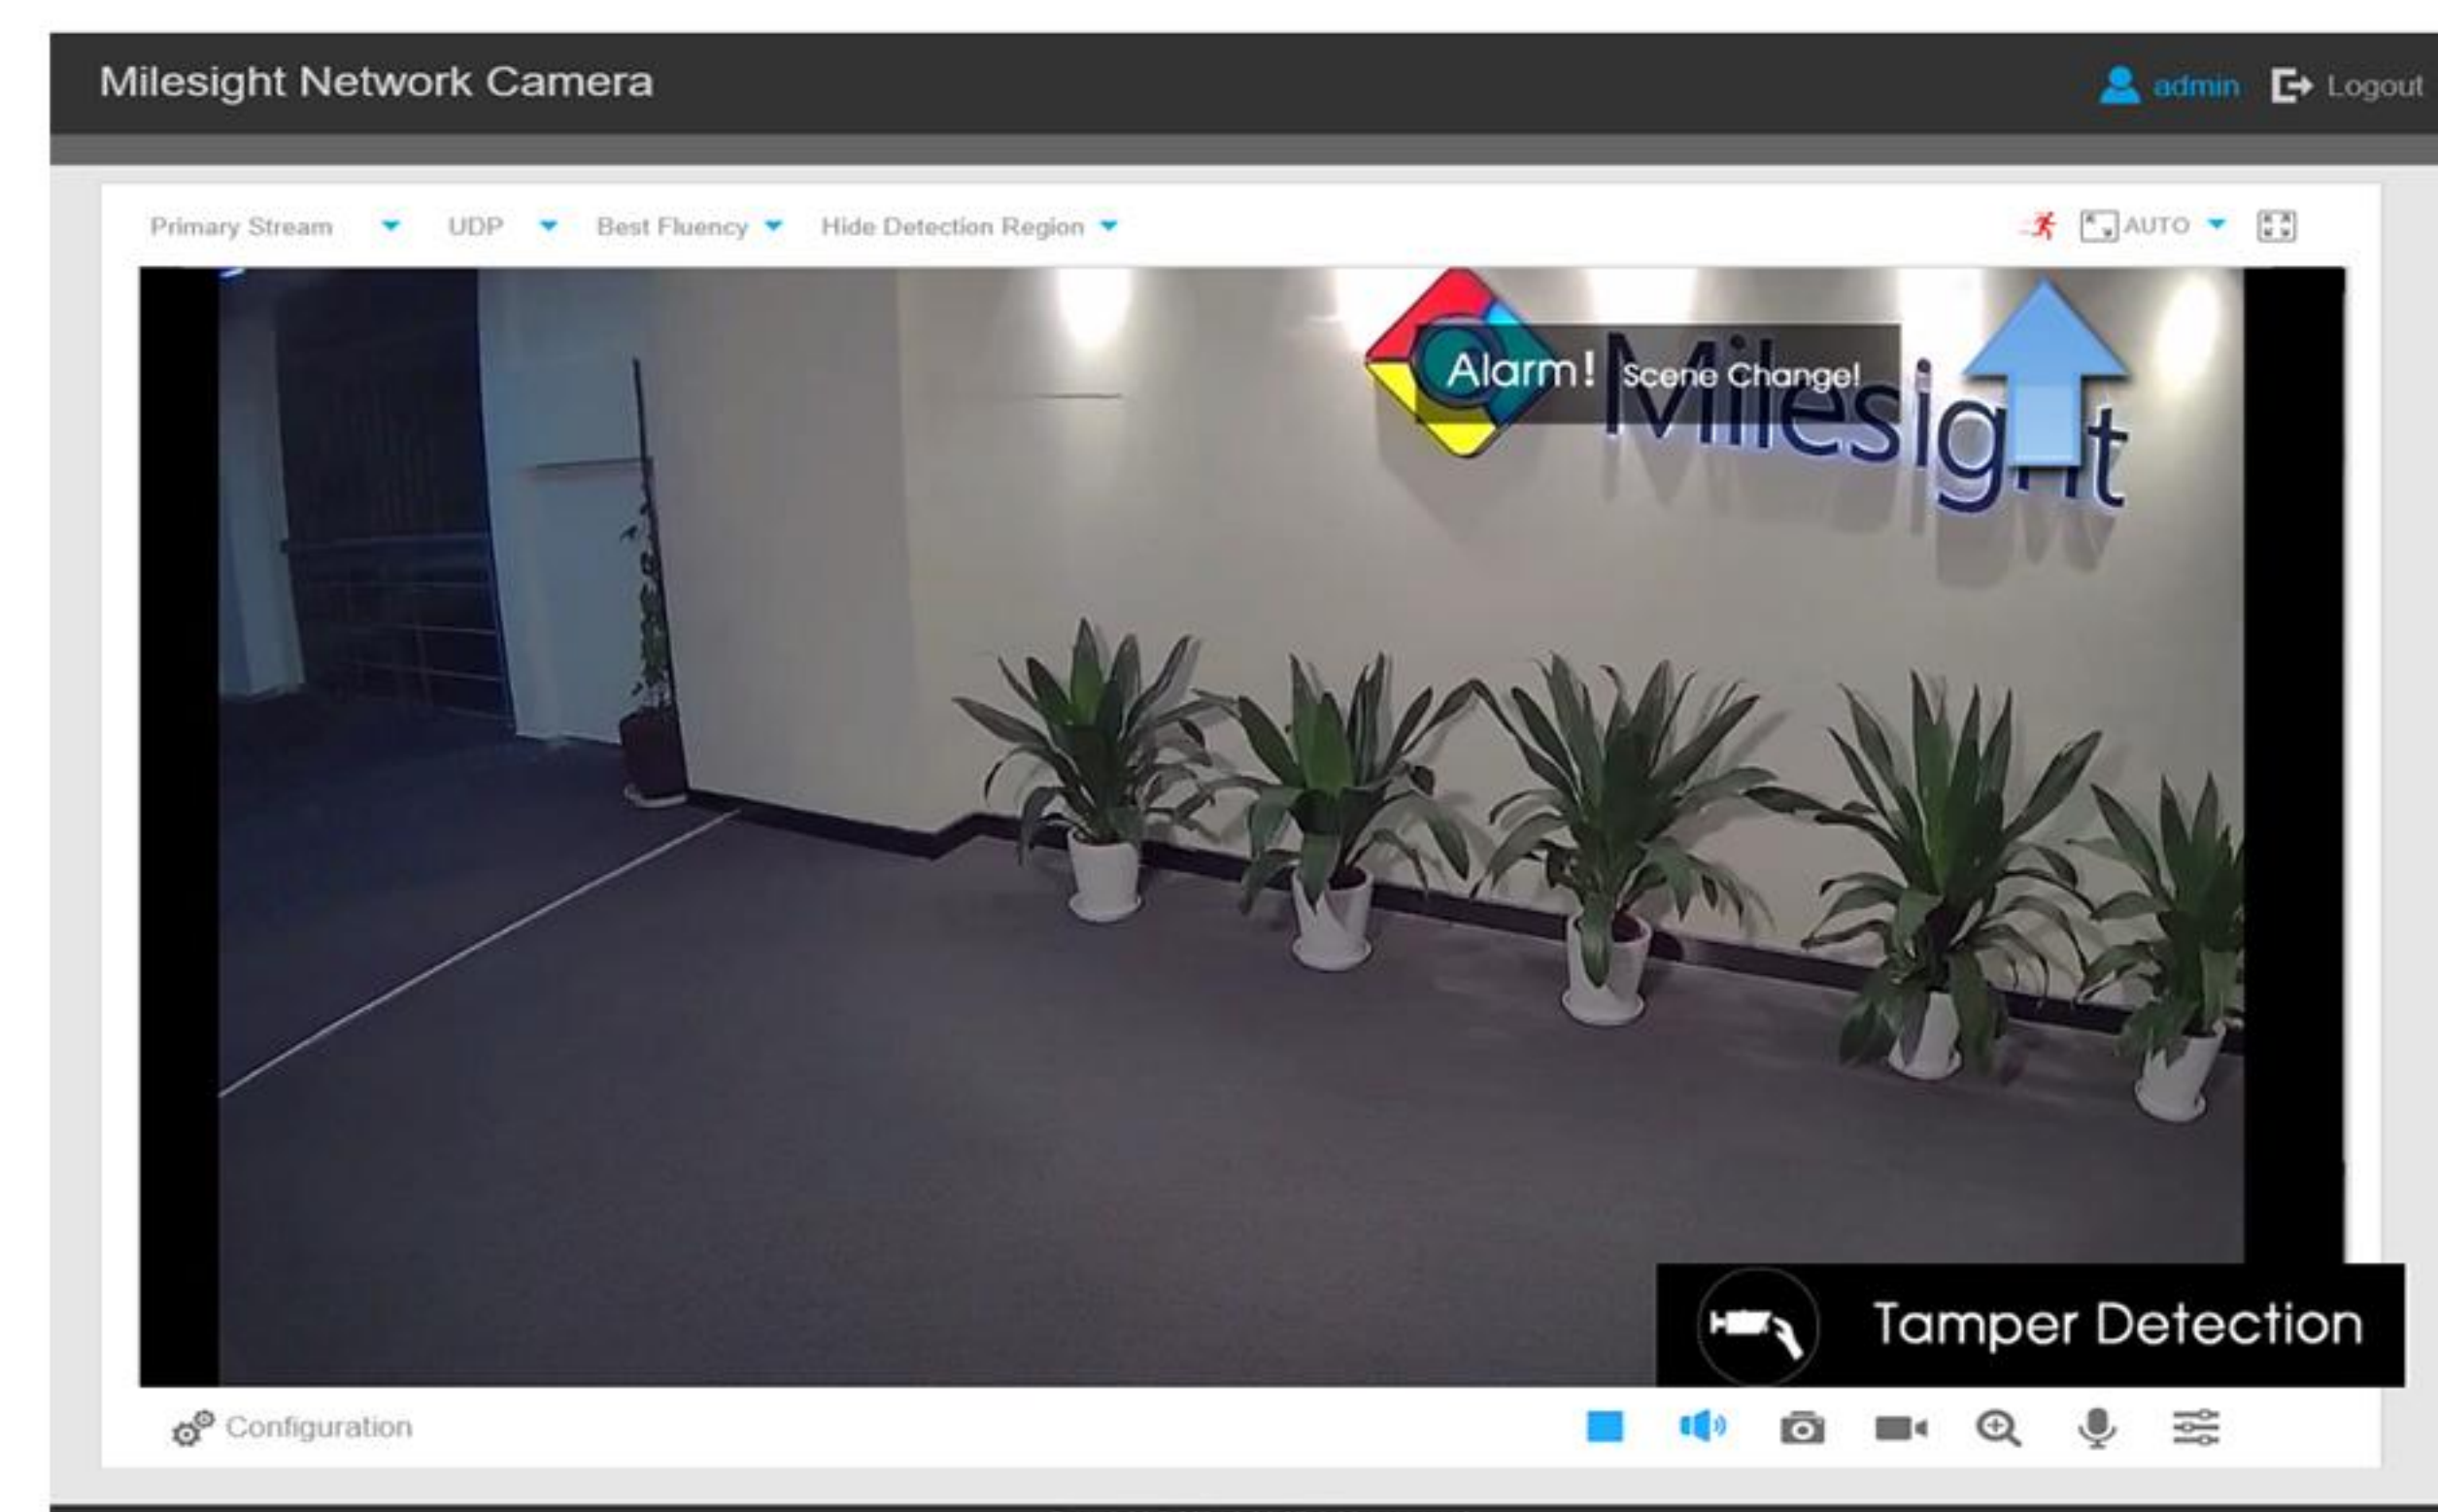 Milesight Network Camera
admin Logout
Primary Stream UDP Best Fluency Hide Detection Region AUTO
Alarm! Scene Change!
Milesight
Tamper Detection
Configuration